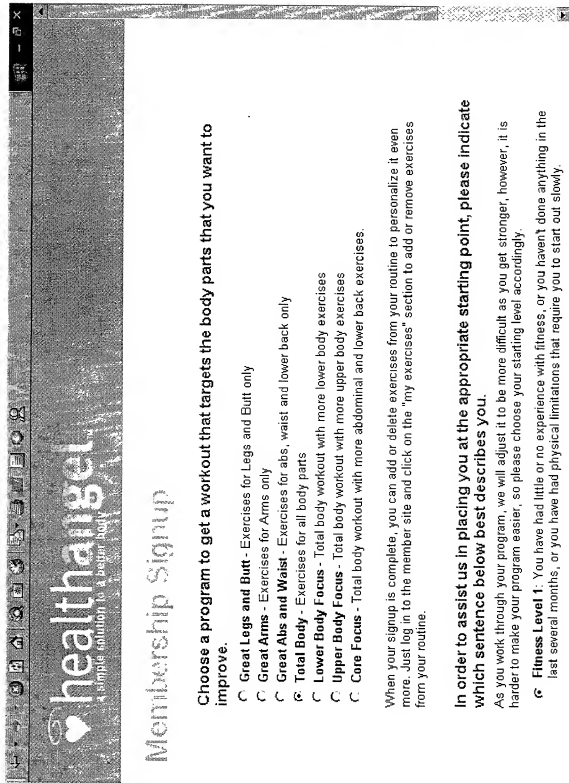 healthangel
a simple solution to a better body
Membership Signup
Choose a program to get a workout that targets the body parts that you want to
improve.
Great Legs and Butt - Exercises for Legs and Butt only
Great Arms - Exercises for Arms only
Great Abs and Waist - Exercises for abs, waist and lower back only
Total Body - Exercises for all body parts
Lower Body Focus - Total body workout with more lower body exercises
Upper Body Focus - Total body workout with more upper body exercises
Core Focus - Total body workout with more abdominal and lower back exercises.
When your signup is complete, you can add or delete exercises from your routine to personalize it even
more. Just log in to the member site and click on the "my exercises" section to add or remove exercises
from your routine.
In order to assist us in placing you at the appropriate starting point, please indicate
which sentence below best describes you.
As you work through your program, we will adjust it to be more difficult as you get stronger, however, it is
harder to make your program easier, so please choose your starting level accordingly.
Fitness Level 1: You have had little or no experience with fitness, or you haven't done anything in the
last several months, or you have had physical limitations that require you to start out slowly.